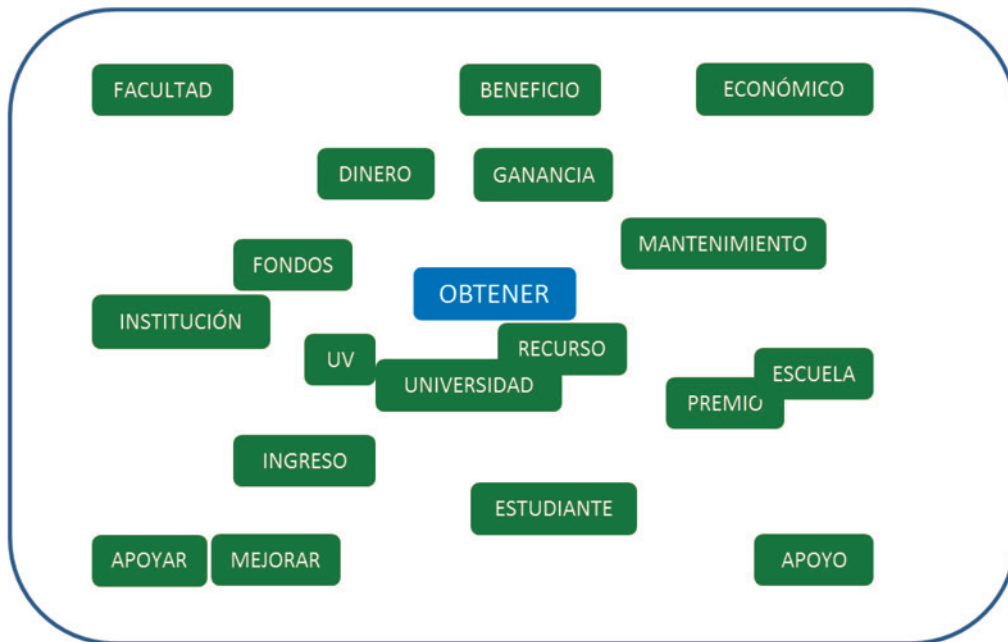 FACULTAD
BENEFICIO
ECONÓMICO
DINERO
GANANCIA
MANTENIMIENTO
FONDOS
OBTENER
INSTITUCIÓN
RECURSO
UV
ESCUELA
UNIVERSIDAD
PREMIO
INGRESO
ESTUDIANTE
APOYAR
MEJORAR
APOYO